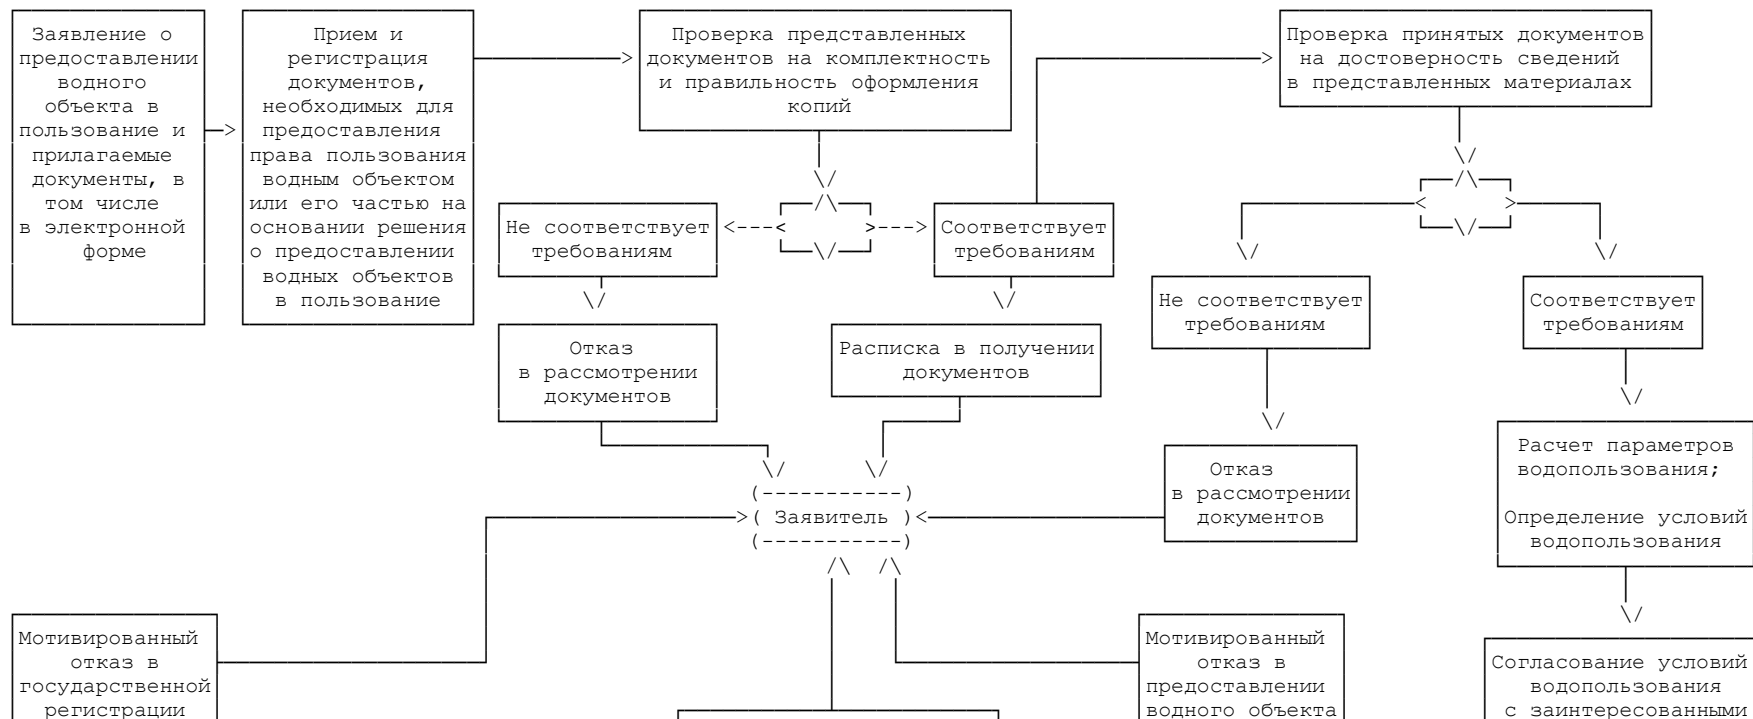 Заявление о
предоставлении
водного
объекта в
пользование и
прилагаемые
документы, в
том числе
в электронной
форме
Прием и
регистрация
документов,
необходимых для
предоставления
права пользования
водным объектом
или его частью на
основании решения
о предоставлении
водных объектов
в пользование
Проверка представленных
документов на комплектность
и правильность оформления
копий
Проверка принятых документов
на достоверность сведений
в представленных материалах
Не соответствует
требованиям
Соответствует
требованиям
Не соответствует
требованиям
Соответствует
требованиям
Отказ
в рассмотрении
документов
Расписка в получении
документов
Отказ
в рассмотрении
документов
Расчет параметров
водопользования;
Определение условий
водопользования
Заявитель
Мотивированный
отказ в
государственной
регистрации
Мотивированный
отказ в
предоставлении
водного объекта
Согласование условий
водопользования
с заинтересованными